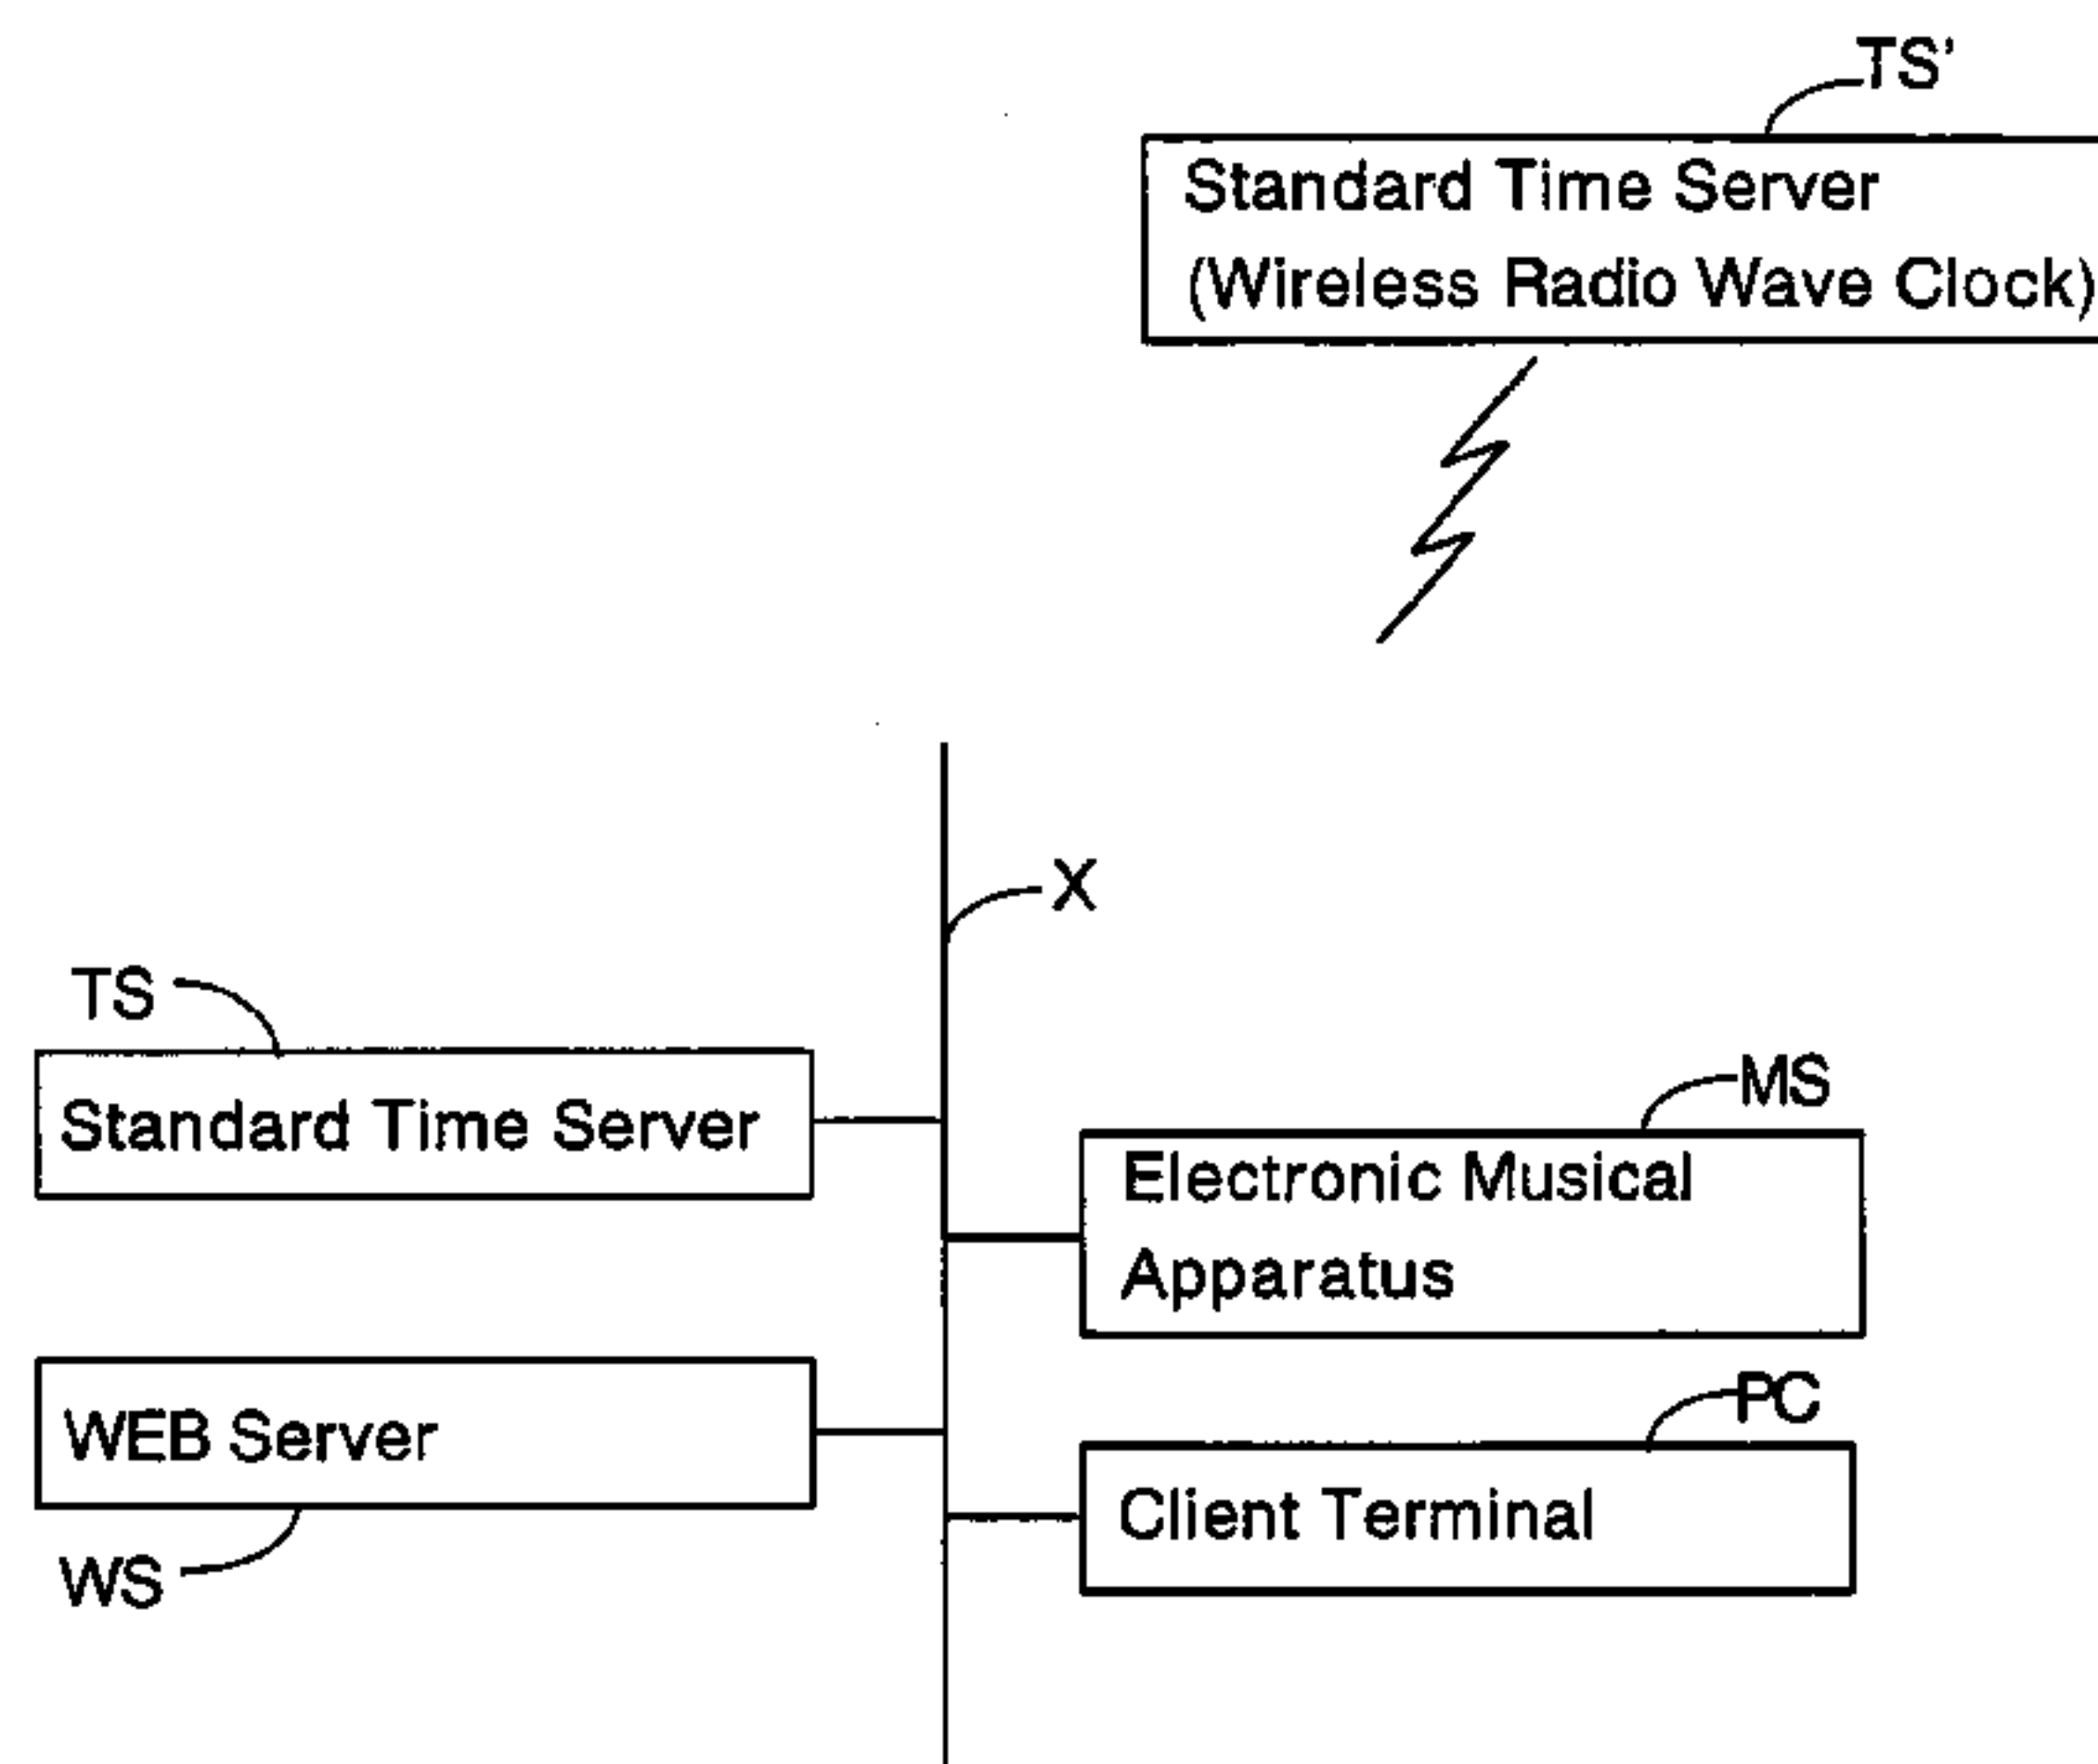 TS'
Standard Time Server
(Wireless Radio Wave Clock)
X
TS
Standard Time Server
MS
Electronic Musical
Apparatus
WEB Server
WS
PC
Client Terminal